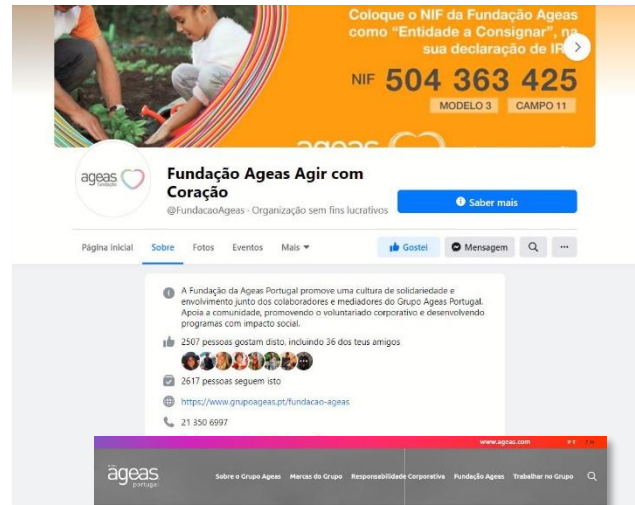 Coloque o NIF da Fundação Ageas
como "Entidade a Consignar", na
sua declaração de
NIF 504 363 425
MODELO 3 CAMPO 11
ageas
ageas
fundação
Fundação Ageas Agir com
Coração
@FundacaoAgeas · Organização sem fins lucrativos
Saber mais
Página inicial Sobre Fotos Eventos Mais
Gostei Mensagem
A Fundação da Ageas Portugal promove uma cultura de solidariedade e
envolvimento junto dos colaboradores e mediadores do Grupo Ageas Portugal.
Apoia a comunidade, promovendo o voluntariado corporativo e desenvolvendo
programas com impacto social.
2507 pessoas gostam disto, incluindo 36 dos teus amigos
2617 pessoas seguem isto
https://www.grupoageas.pt/fundacao-ageas
21 350 6997
www.ageas.com PT EN
ageas
portugal
Sobre o Grupo Ageas Marcas do Grupo Responsabilidade Corporativa Fundação Ageas Trabalhar no Grupo